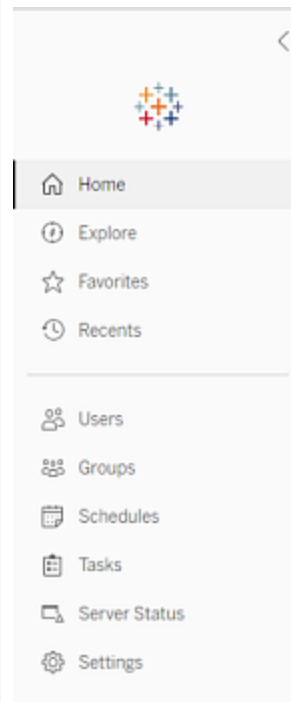 Home
Explore
Favorites
Recents
Users
Groups
Schedules
Tasks
Server Status
Settings